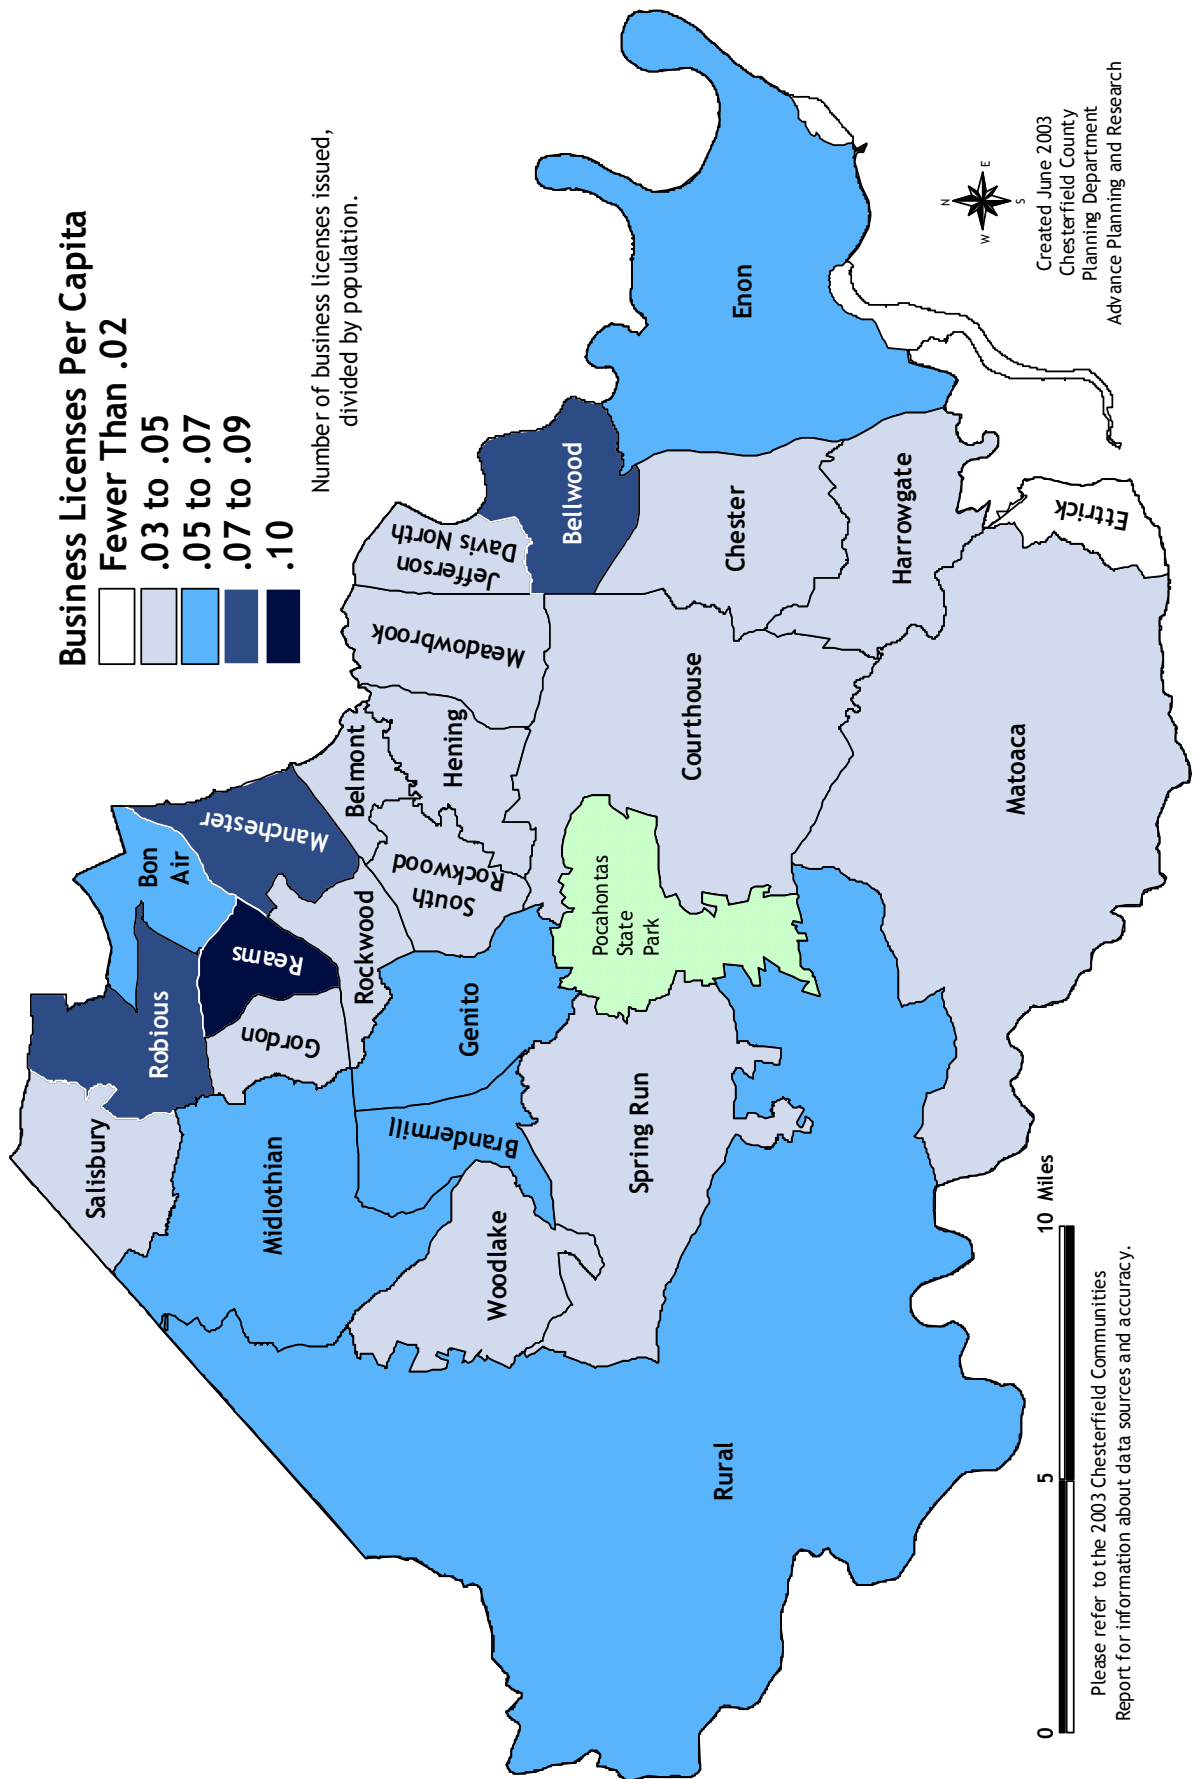 Business Licenses Per Capita
Fewer Than .02
.03 to .05
.05 to .07
.07 to .09
.10
Number of business licenses issued,
divided by population.
Salisbury
Robious
Bon
Air
Manchester
Reams
Gordon
Midlothian
Rockwood
Belmont
Hening
South
Rockwood
Meadowbrook
Jefferson
Davis North
Bellwood
Enon
Genito
Brandermill
Woodlake
Spring Run
Pocahontas
State
Park
Courthouse
Chester
Harrowgate
Ettrick
Matoaca
Rural
N
W
E
S
Created June 2003
Chesterfield County
Planning Department
Advance Planning and Research
0
5
10 Miles
Please refer to the 2003 Chesterfield Communities
Report for information about data sources and accuracy.